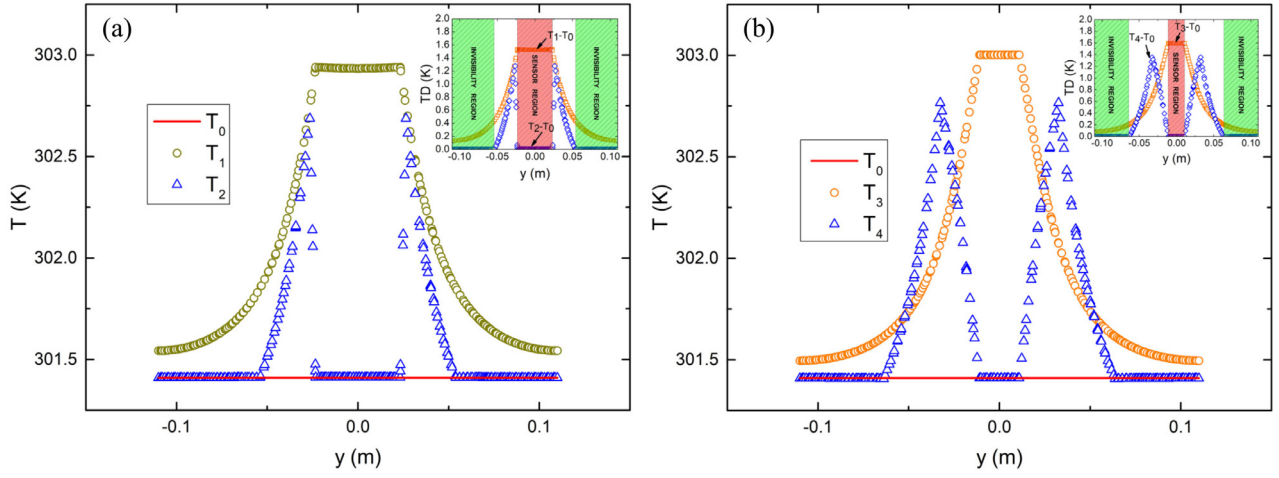 (a)
303.0
302.5
302.0
301.5
T (K)
-0.1
0.0
0.1
y (m)
T0
T1
T2
2.0
1.8
1.6
1.4
1.2
1.0
0.8
0.6
0.4
0.2
0.0
TD (K)
-0.10
-0.05
0.00
0.05
0.10
y (m)
INVISIBILITY
REGION
SENSOR
REGION
INVISIBILITY
REGION
T1-T0
T2-T0
(b)
303.0
302.5
302.0
301.5
T (K)
-0.1
0.0
0.1
y (m)
T0
T3
T4
2.0
1.8
1.6
1.4
1.2
1.0
0.8
0.6
0.4
0.2
0.0
TD (K)
-0.10
-0.05
0.00
0.05
0.10
y (m)
INVISIBILITY
REGION
SENSOR
REGION
INVISIBILITY
REGION
T4-T0
T3-T0